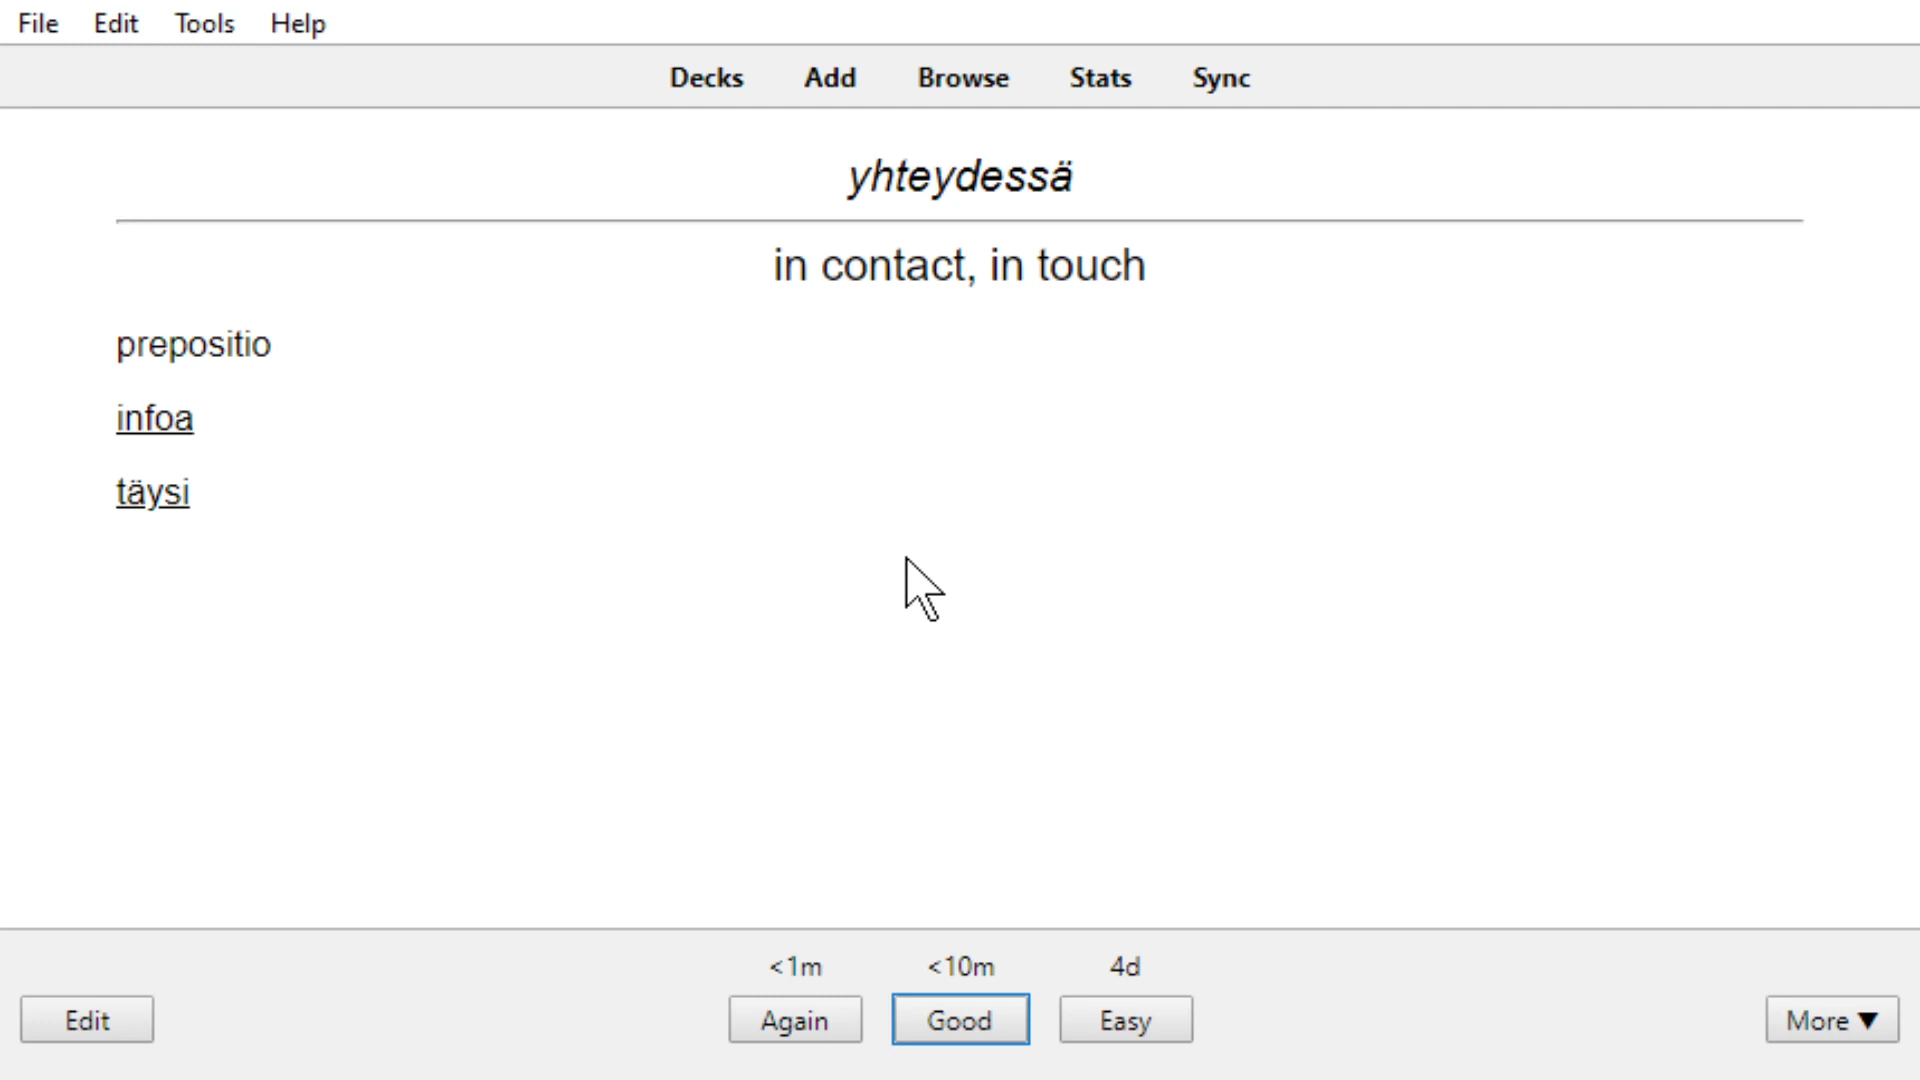 File Edit Tools Help
Decks Add Browse Stats Sync
yhteydessä
in contact, in touch
prepositio
infoa
täysi
<1m <10m 4d
Edit Again Good Easy More ▼